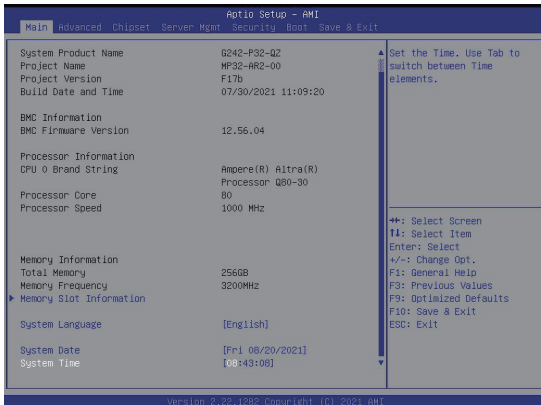 Aptio Setup – AMI
Main Advanced Chipset Server Mgmt Security Boot Save & Exit
System Product Name G242-P32-QZ
Project Name MP32-AR2-00
Project Version F17b
Build Date and Time 07/30/2021 11:09:20
BMC Information
BMC Firmware Version 12.56.04
Processor Information
CPU 0 Brand String Ampere(R) Altra(R)
Processor Q80-30
Processor Core 80
Processor Speed 1000 MHz
Memory Information
Total Memory 256GB
Memory Frequency 3200MHz
Memory Slot Information
System Language [English]
System Date [Fri 08/20/2021]
System Time [08:43:08]
Set the Time. Use Tab to
switch between Time
elements.
→←: Select Screen
↑↓: Select Item
Enter: Select
+/-: Change Opt.
F1: General Help
F3: Previous Values
F9: Optimized Defaults
F10: Save & Exit
ESC: Exit
Version 2.22.1282 Copyright (C) 2021 AMI